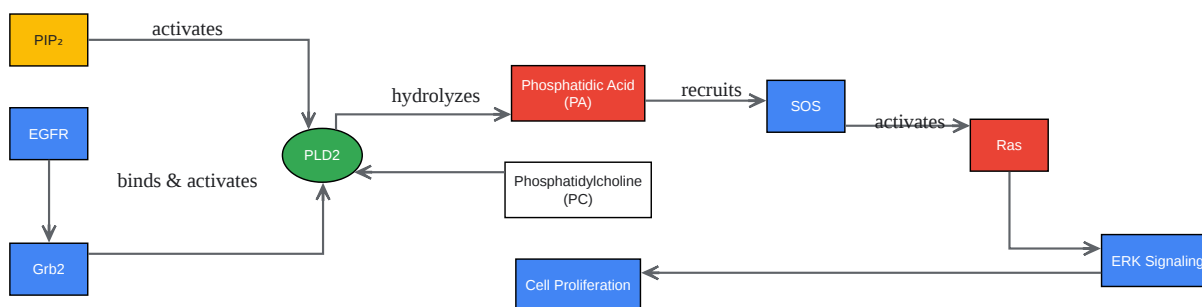 PIP₂
activates
EGFR
binds & activates
Grb2
PLD2
hydrolyzes
Phosphatidic Acid
(PA)
recruits
SOS
activates
Ras
Phosphatidylcholine
(PC)
ERK Signaling
Cell Proliferation